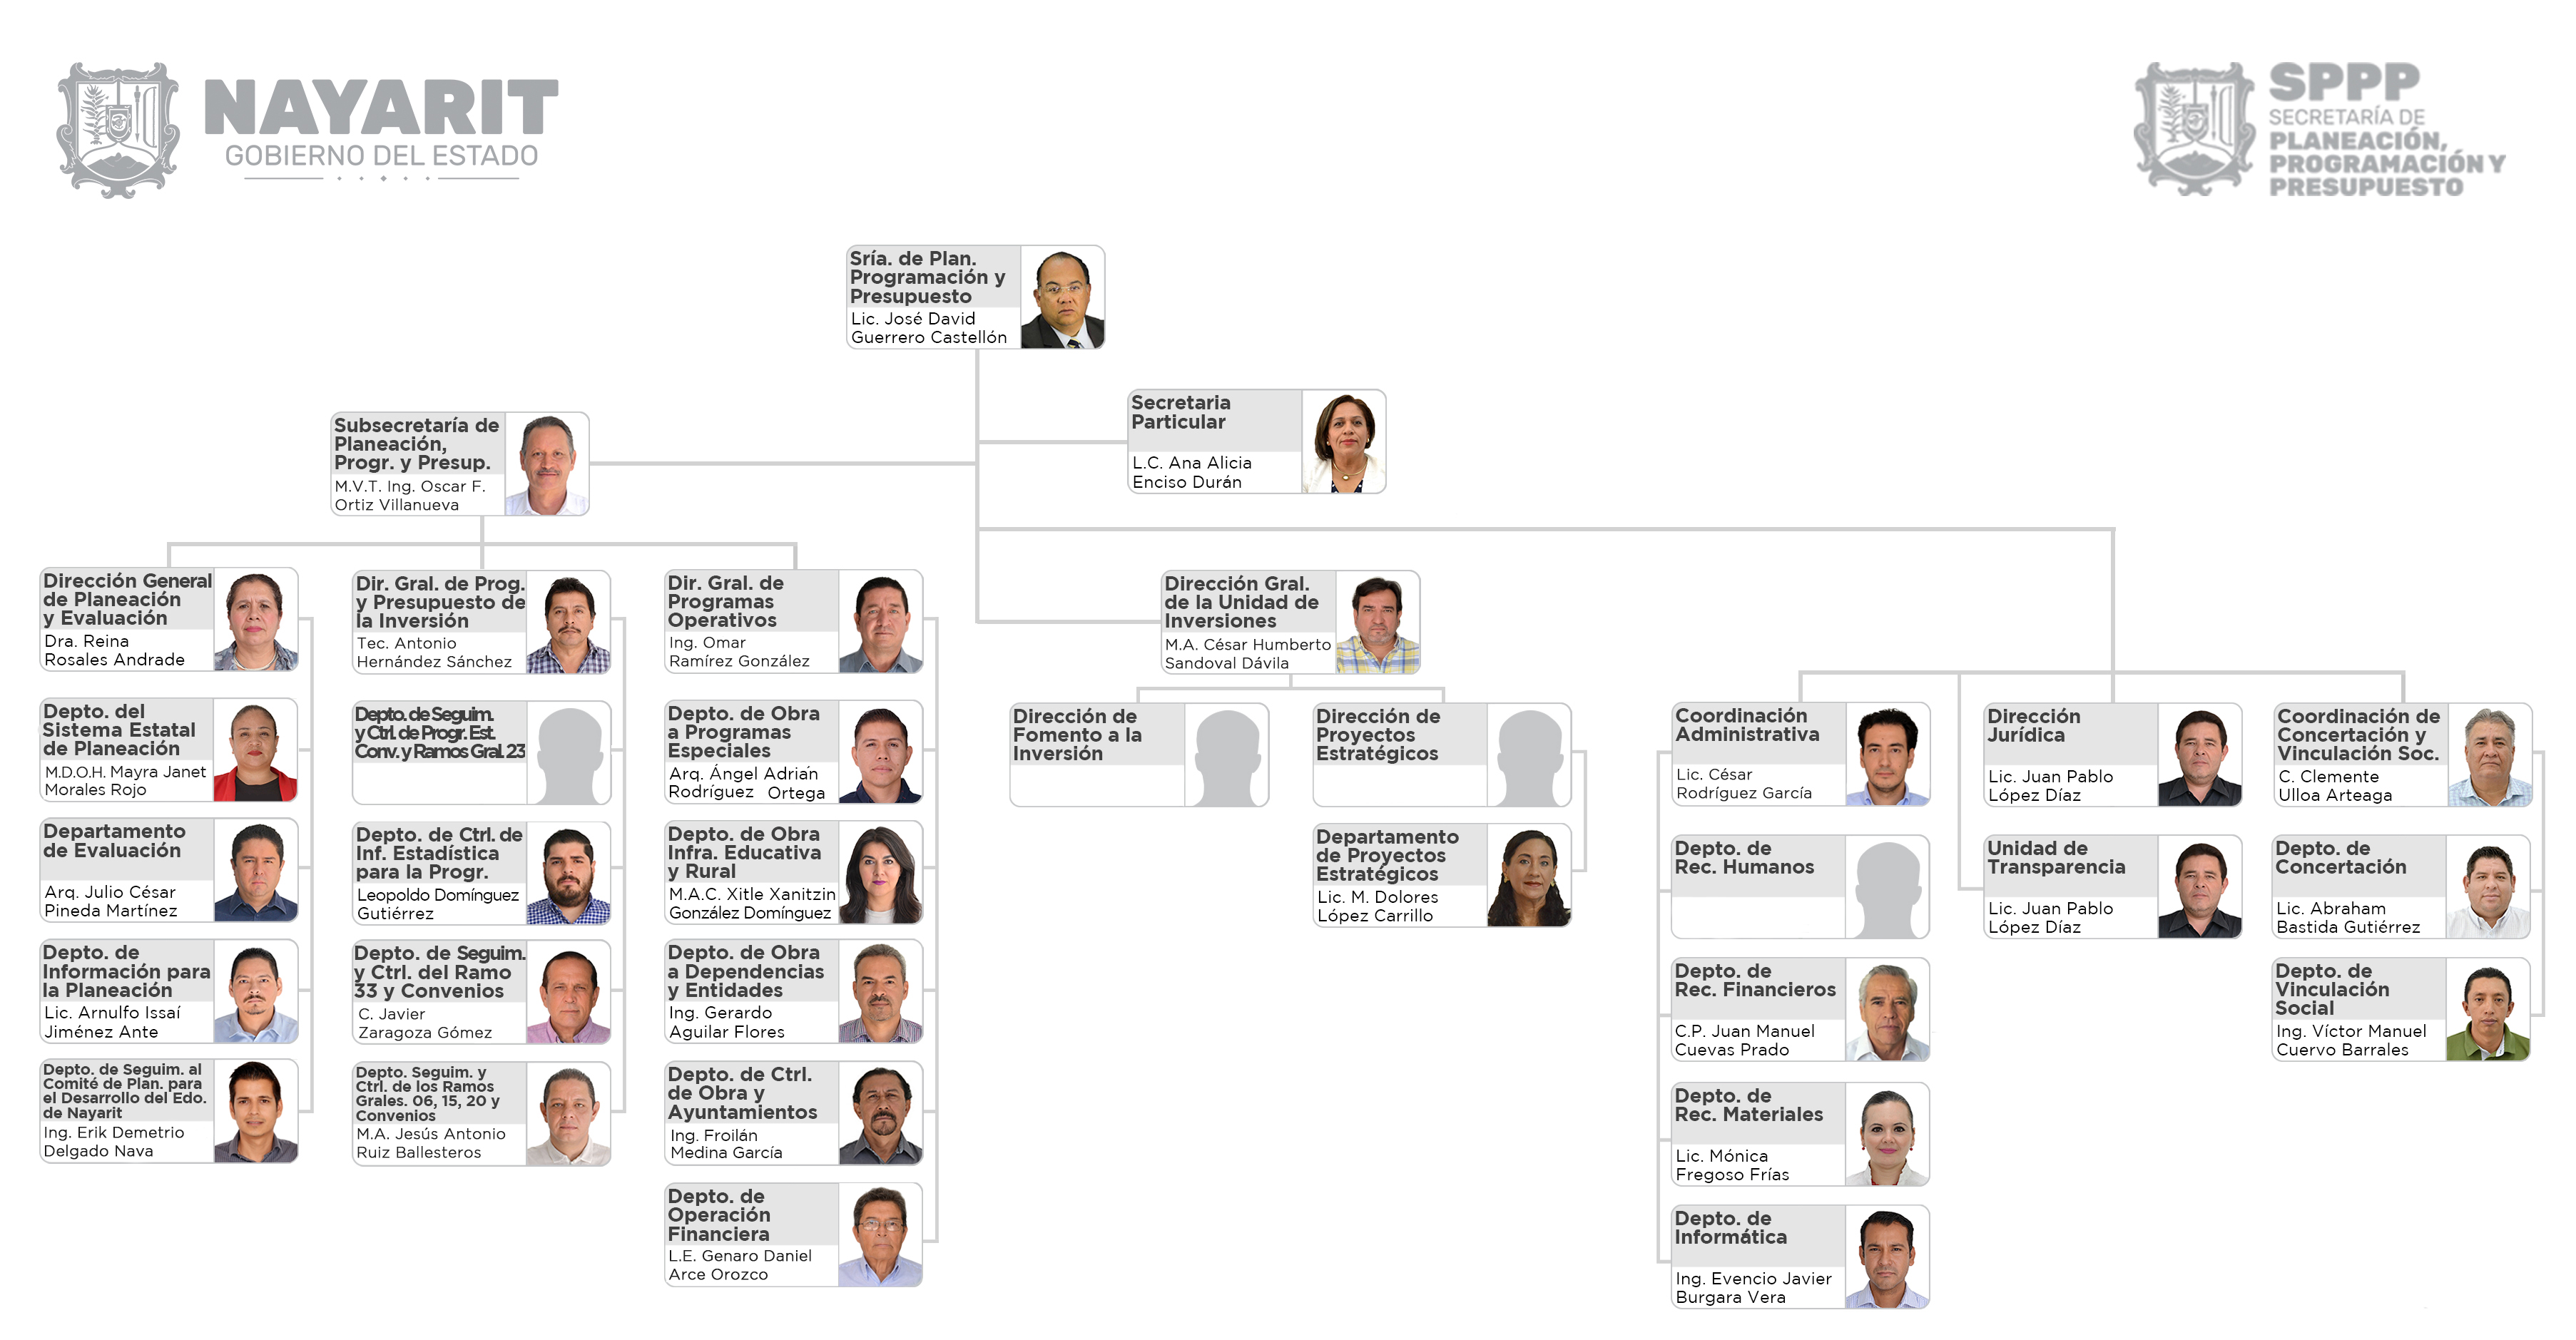 NAYARIT
GOBIERNO DEL ESTADO
SPPP
SECRETARÍA DE
PLANEACIÓN,
PROGRAMACIÓN Y
PRESUPUESTO
Sría. de Plan.
Programación y
Presupuesto
Lic. José David
Guerrero Castellón
Secretaria
Particular
L.C. Ana Alicia
Enciso Durán
Subsecretaría de
Planeación,
Progr. y Presup.
M.V.T. Ing. Oscar F.
Ortiz Villanueva
Dirección General
de Planeación
y Evaluación
Dra. Reina
Rosales Andrade
Depto. del
Sistema Estatal
de Planeación
M.D.O.H. Mayra Janet
Morales Rojo
Departamento
de Evaluación
Arq. Julio César
Pineda Martínez
Depto. de
Información para
la Planeación
Lic. Arnulfo Issaí
Jiménez Ante
Depto. de Seguim. al
Comité de Plan. para
el Desarrollo del Edo.
de Nayarit
Ing. Erik Demetrio
Delgado Nava
Dir. Gral. de Prog.
y Presupuesto de
la Inversión
Tec. Antonio
Hernández Sánchez
Depto. de Seguim.
y Ctrl. de Progr. Est.
Conv. y Ramos Gral. 23
Depto. de Ctrl. de
Inf. Estadística
para la Progr.
Leopoldo Domínguez
Gutiérrez
Depto. de Seguim.
y Ctrl. del Ramo
33 y Convenios
C. Javier
Zaragoza Gómez
Depto. Seguim. y
Ctrl. de los Ramos
Grales. 06, 15, 20 y
Convenios
M.A. Jesús Antonio
Ruiz Ballesteros
Dir. Gral. de
Programas
Operativos
Ing. Omar
Ramírez González
Depto. de Obra
a Programas
Especiales
Arq. Ángel Adrián
Rodríguez Ortega
Depto. de Obra
Infra. Educativa
y Rural
M.A.C. Xitle Xanitzin
González Domínguez
Depto. de Obra
a Dependencias
y Entidades
Ing. Gerardo
Aguilar Flores
Depto. de Ctrl.
de Obra y
Ayuntamientos
Ing. Froilán
Medina García
Depto. de
Operación
Financiera
L.E. Genaro Daniel
Arce Orozco
Dirección Gral.
de la Unidad de
Inversiones
M.A. César Humberto
Sandoval Dávila
Dirección de
Fomento a la
Inversión
Dirección de
Proyectos
Estratégicos
Departamento
de Proyectos
Estratégicos
Lic. M. Dolores
López Carrillo
Coordinación
Administrativa
Lic. César
Rodríguez García
Depto. de
Rec. Humanos
Depto. de
Rec. Financieros
C.P. Juan Manuel
Cuevas Prado
Depto. de
Rec. Materiales
Lic. Mónica
Fregoso Frías
Depto. de
Informática
Ing. Evencio Javier
Burgara Vera
Dirección
Jurídica
Lic. Juan Pablo
López Díaz
Unidad de
Transparencia
Lic. Juan Pablo
López Díaz
Coordinación de
Concertación y
Vinculación Soc.
C. Clemente
Ulloa Arteaga
Depto. de
Concertación
Lic. Abraham
Bastida Gutiérrez
Depto. de
Vinculación
Social
Ing. Víctor Manuel
Cuervo Barrales